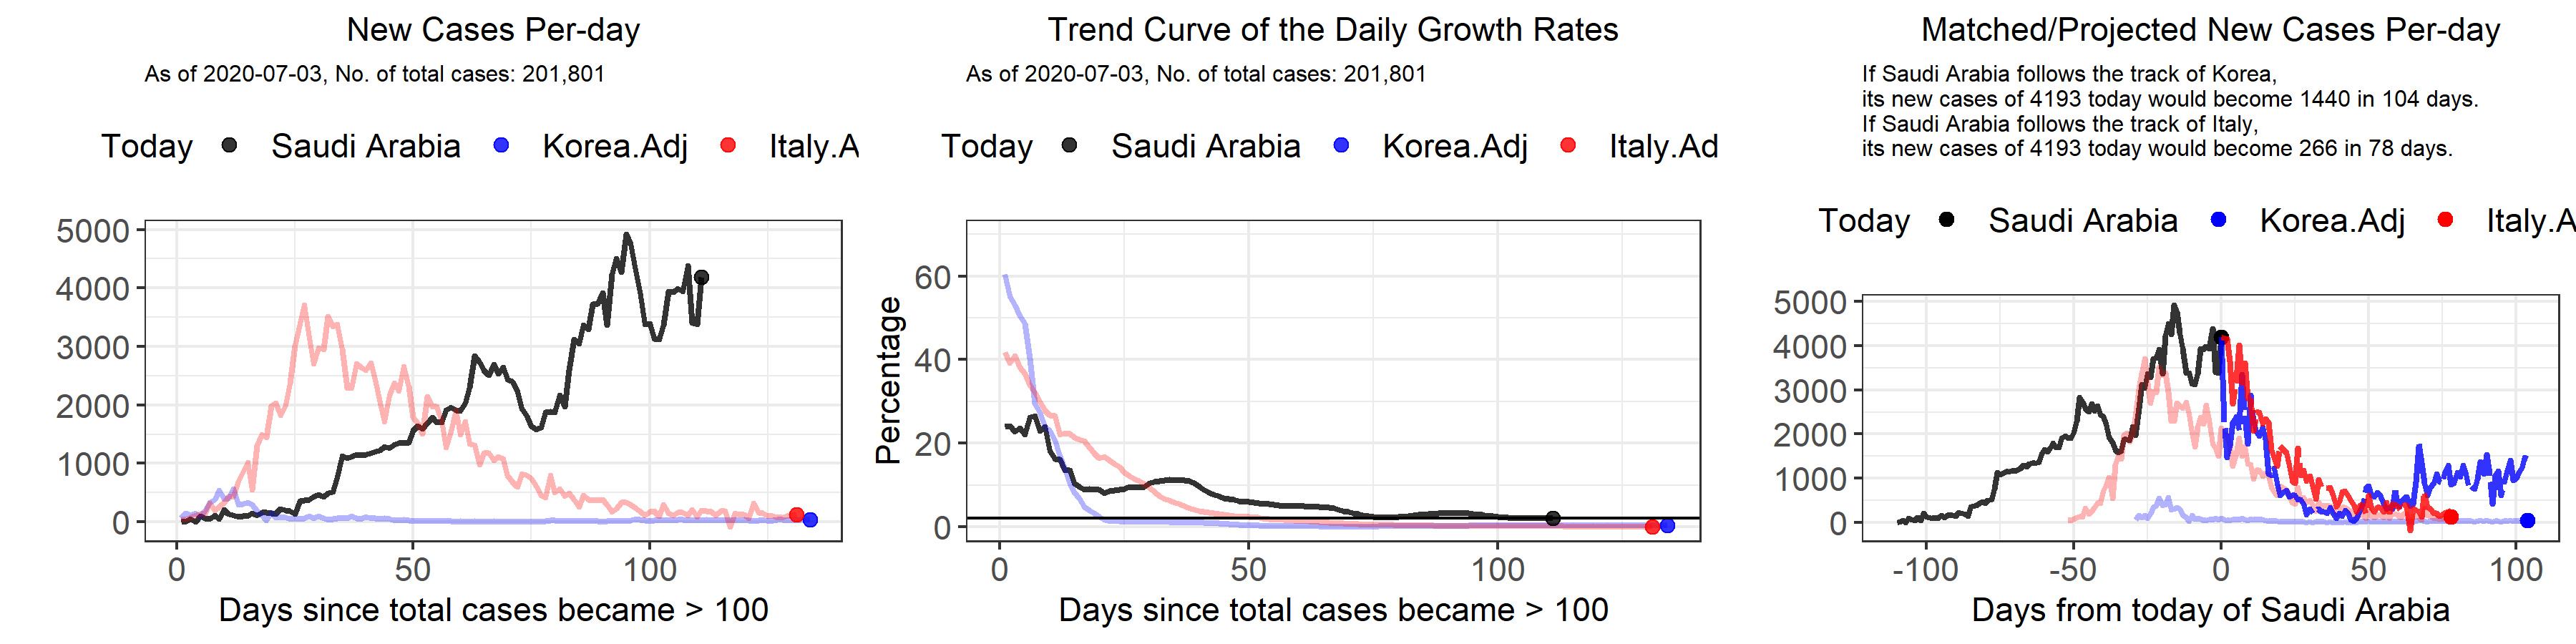 New Cases Per-day
As of 2020-07-03, No. of total cases: 201,801
Today Saudi Arabia Korea.Adj Italy.A
5000
4000
3000
2000
1000
0
0 50 100
Days since total cases became > 100
Trend Curve of the Daily Growth Rates
As of 2020-07-03, No. of total cases: 201,801
Today Saudi Arabia Korea.Adj Italy.Ad
Percentage
60
40
20
0
0 50 100
Days since total cases became > 100
Matched/Projected New Cases Per-day
If Saudi Arabia follows the track of Korea,
its new cases of 4193 today would become 1440 in 104 days.
If Saudi Arabia follows the track of Italy,
its new cases of 4193 today would become 266 in 78 days.
Today Saudi Arabia Korea.Adj Italy.A
5000
4000
3000
2000
1000
0
-100 -50 0 50 100
Days from today of Saudi Arabia